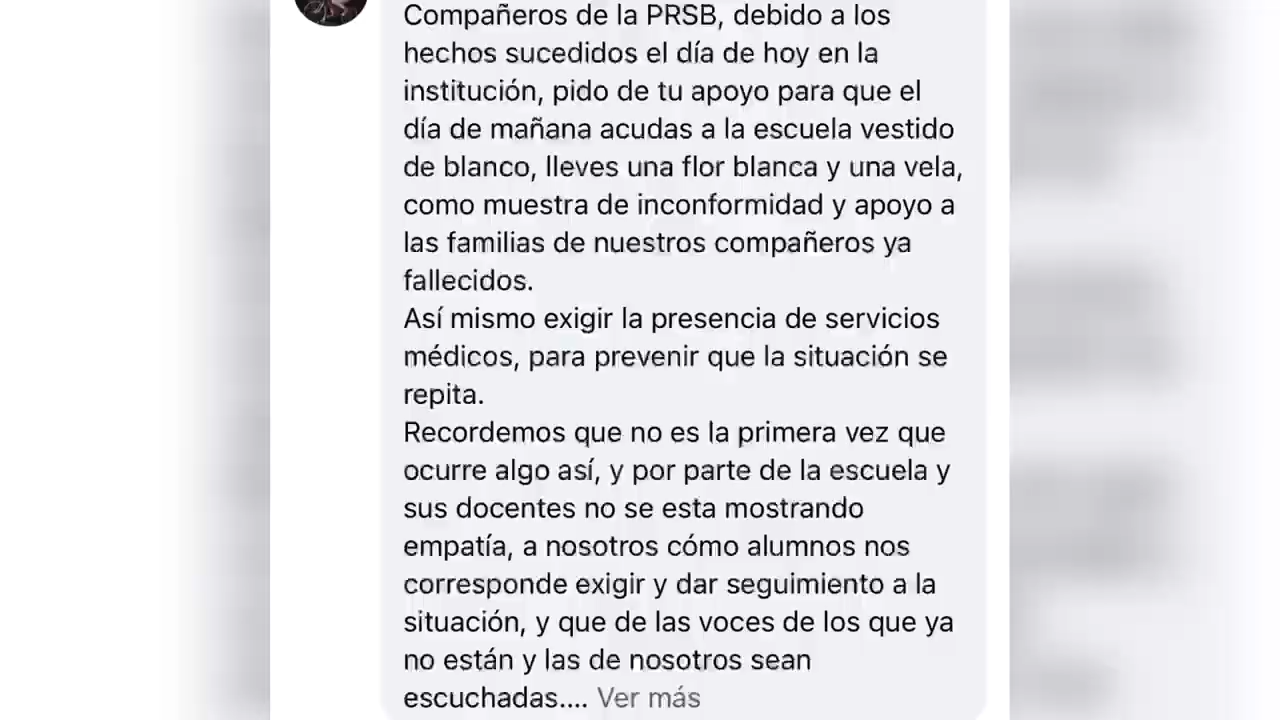 Compañeros de la PRSB, debido a los
hechos sucedidos el día de hoy en la
institución, pido de tu apoyo para que el
día de mañana acudas a la escuela vestido
de blanco, lleves una flor blanca y una vela,
como muestra de inconformidad y apoyo a
las familias de nuestros compañeros ya
fallecidos.
Así mismo exigir la presencia de servicios
médicos, para prevenir que la situación se
repita.
Recordemos que no es la primera vez que
ocurre algo así, y por parte de la escuela y
sus docentes no se esta mostrando
empatía, a nosotros cómo alumnos nos
corresponde exigir y dar seguimiento a la
situación, y que de las voces de los que ya
no están y las de nosotros sean
escuchadas.... Ver más